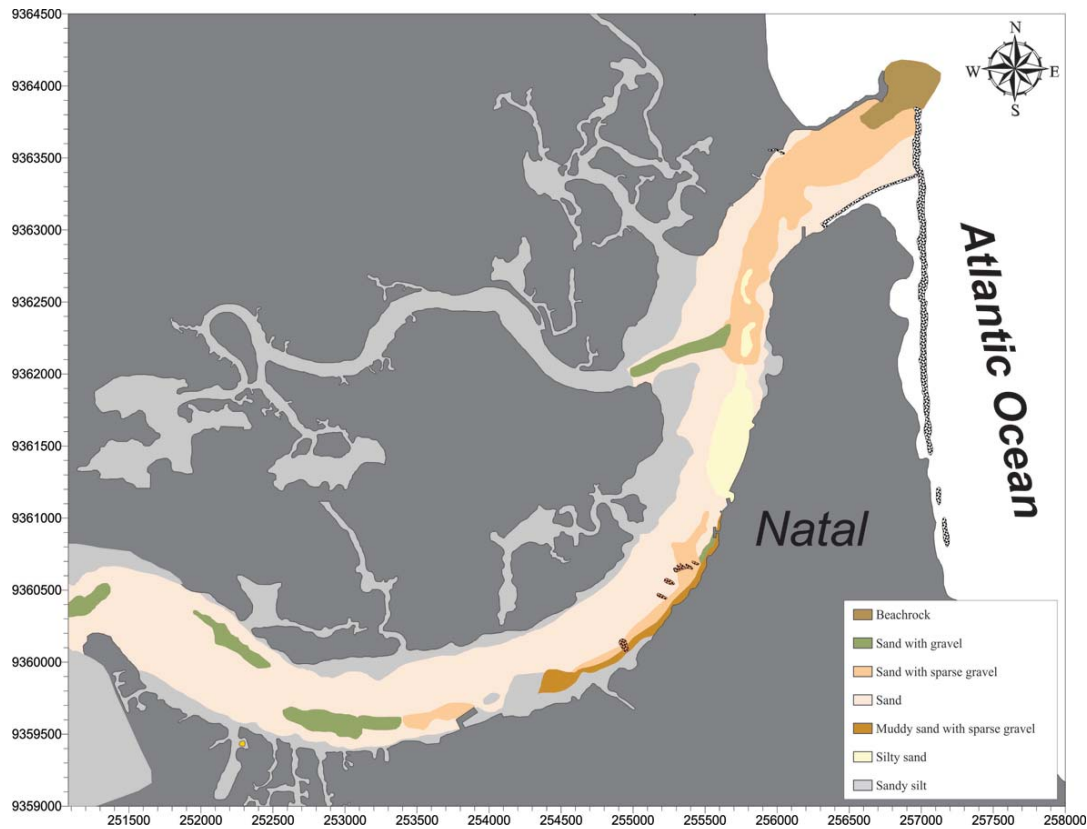 9364500
9364000
9363500
9363000
9362500
9362000
9361500
9361000
9360500
9360000
9359500
9359000
N
W E
S
Atlantic Ocean
Natal
Beachrock
Sand with gravel
Sand with sparse gravel
Sand
Muddy sand with sparse gravel
Silty sand
Sandy silt
251500 252000 252500 253000 253500 254000 254500 255000 255500 256000 256500 257000 257500 258000